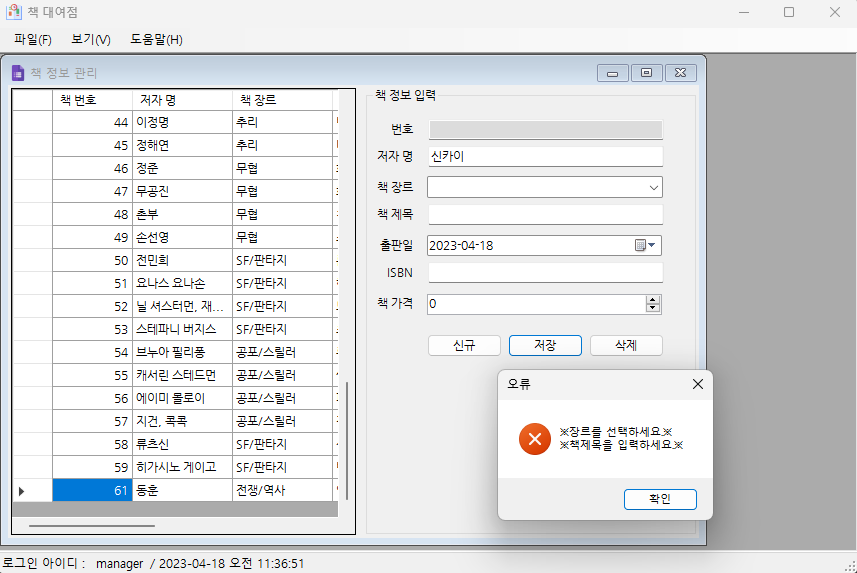 책 대여점
파일(F) 보기(V) 도움말(H)
책 정보 관리
책 번호 저자 명 책 장르
44 이정명 추리
45 정해연 추리
46 정준 무협
47 무공진 무협
48 촌부 무협
49 손선영 무협
50 전민희 SF/판타지
51 요나스 요나손 SF/판타지
52 닐 셔스터먼, 재... SF/판타지
53 스테파니 버지스 SF/판타지
54 브누아 필리퐁 공포/스릴러
55 캐서린 스테드먼 공포/스릴러
56 에이미 몰로이 공포/스릴러
57 지건, 콕콕 공포/스릴러
58 류츠신 SF/판타지
59 히가시노 게이고 SF/판타지
61 동훈 전쟁/역사
책 정보 입력
번호
저자 명 신카이
책 장르
책 제목
출판일 2023-04-18
ISBN
책 가격 0
신규 저장 삭제
오류
※장르를 선택하세요※
※책제목을 입력하세요※
확인
로그인 아이디 : manager / 2023-04-18 오전 11:36:51